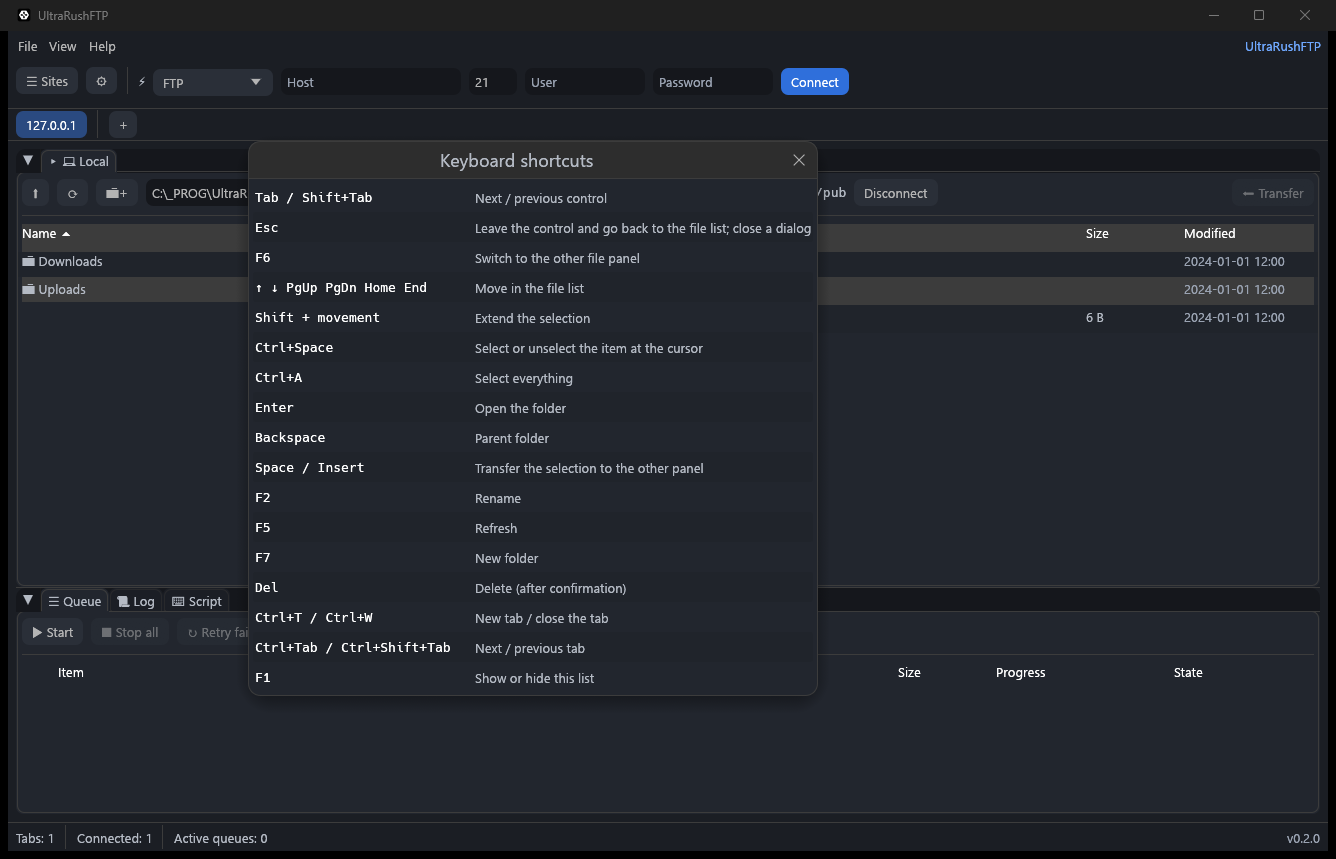 UltraRushFTP
File View Help UltraRushFTP
Sites FTP Host 21 User Password Connect
127.0.0.1 +
Local
Keyboard shortcuts
C:\_PROG\UltraR /pub Disconnect Transfer
Name Size Modified
Downloads 2024-01-01 12:00
Uploads 2024-01-01 12:00
6 B 2024-01-01 12:00
Tab / Shift+Tab Next / previous control
Esc Leave the control and go back to the file list; close a dialog
F6 Switch to the other file panel
↑ ↓ PgUp PgDn Home End Move in the file list
Shift + movement Extend the selection
Ctrl+Space Select or unselect the item at the cursor
Ctrl+A Select everything
Enter Open the folder
Backspace Parent folder
Space / Insert Transfer the selection to the other panel
F2 Rename
F5 Refresh
F7 New folder
Del Delete (after confirmation)
Ctrl+T / Ctrl+W New tab / close the tab
Ctrl+Tab / Ctrl+Shift+Tab Next / previous tab
F1 Show or hide this list
Queue Log Script
Start Stop all Retry fai
Item Size Progress State
Tabs: 1 Connected: 1 Active queues: 0 v0.2.0